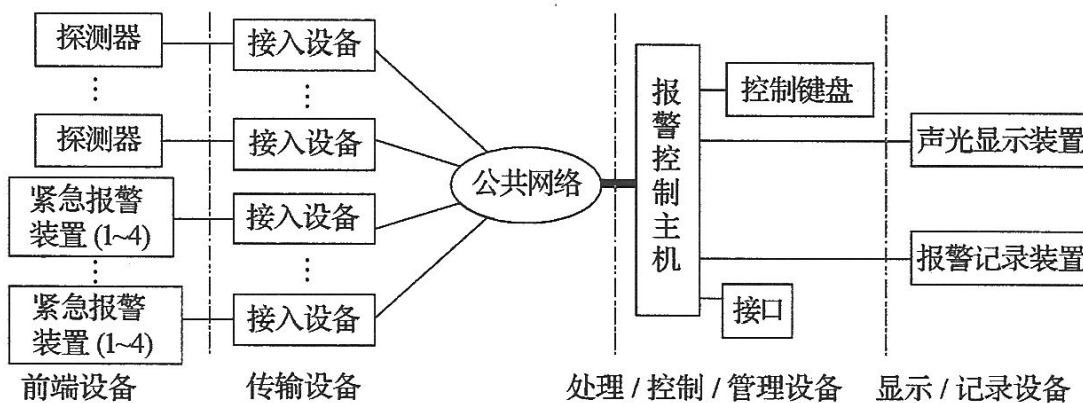 探测器
接入设备
探测器
接入设备
紧急报警
装置(1~4)
接入设备
紧急报警
装置(1~4)
接入设备
公共网络
报警控制主机
控制键盘
声光显示装置
报警记录装置
接口
前端设备
传输设备
处理/控制/管理设备
显示/记录设备